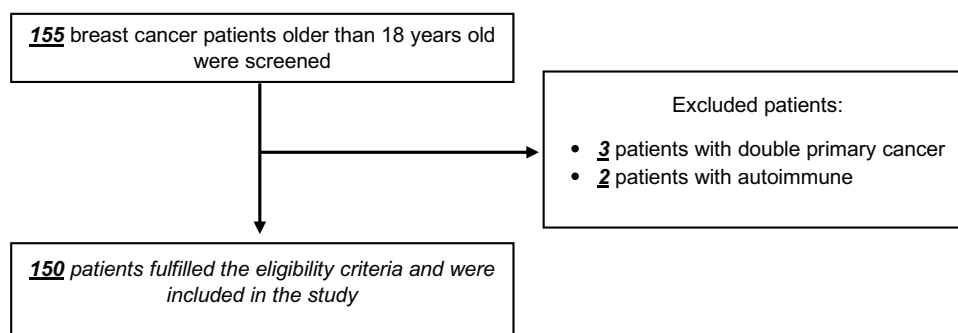 155 breast cancer patients older than 18 years old
were screened
Excluded patients:
• 3 patients with double primary cancer
• 2 patients with autoimmune
150 patients fulfilled the eligibility criteria and were
included in the study